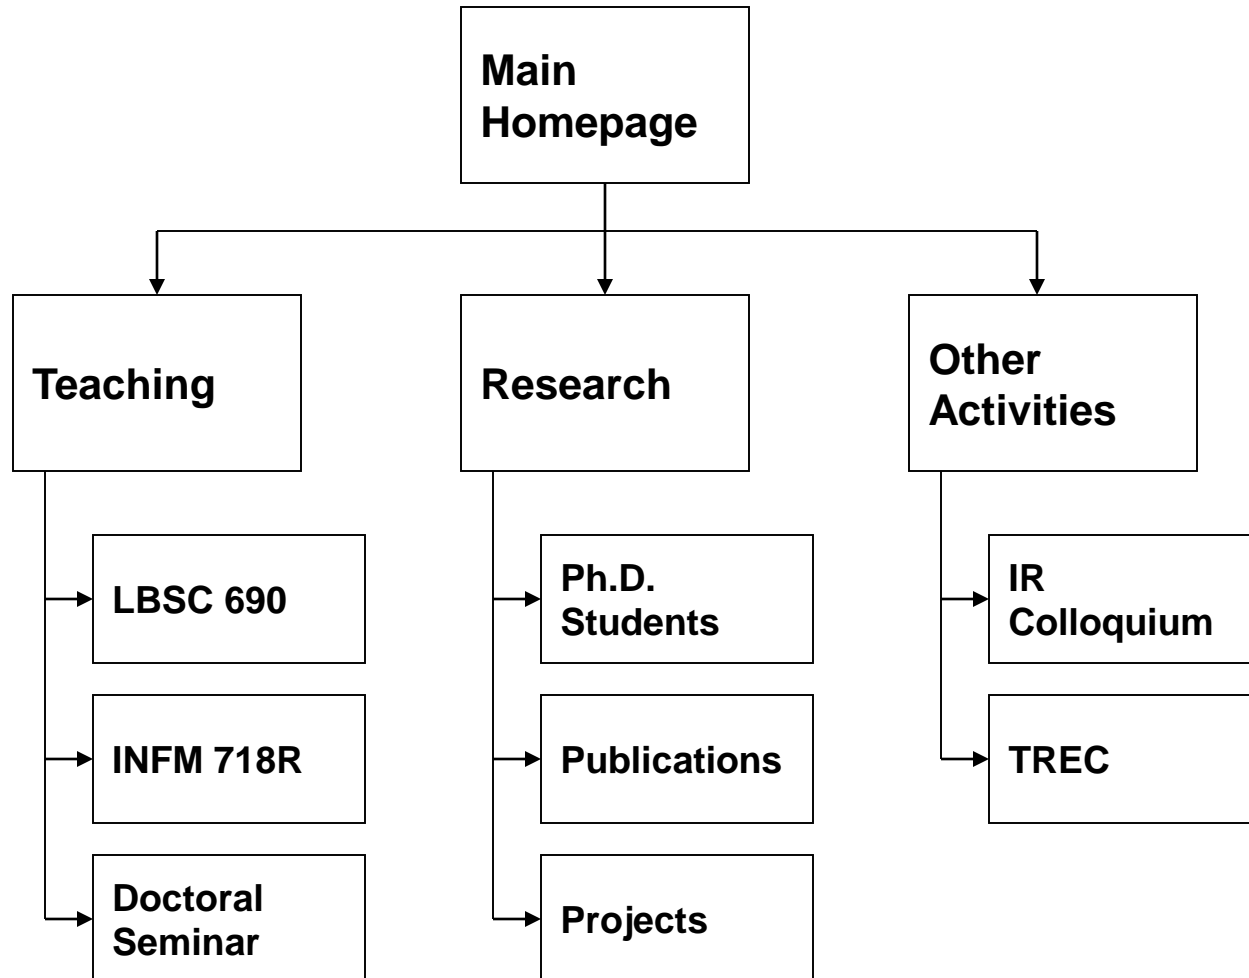 Main
Homepage
Teaching
Research
Other
Activities
LBSC 690
Ph.D.
Students
IR
Colloquium
INFM 718R
Publications
TREC
Doctoral
Seminar
Projects